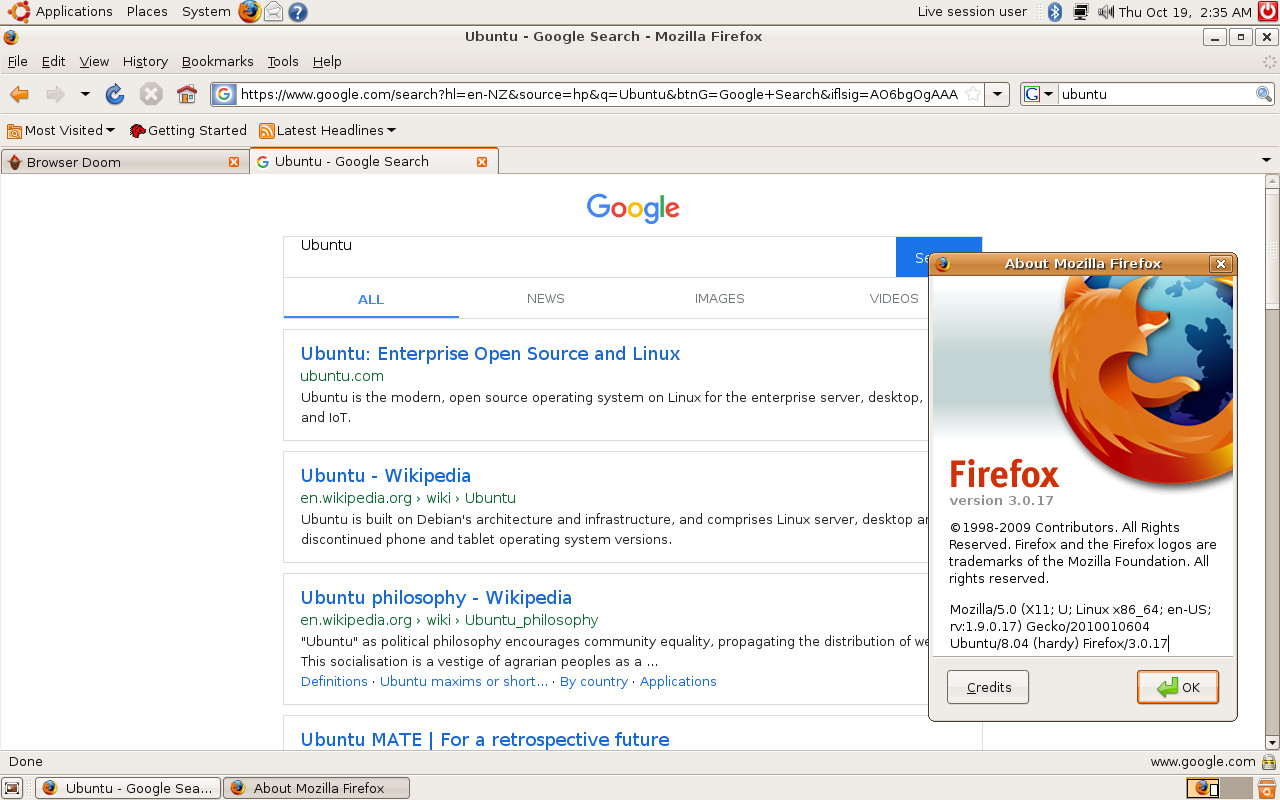 Applications Places System Live session user Thu Oct 19, 2:35 AM
Ubuntu - Google Search - Mozilla Firefox
File Edit View History Bookmarks Tools Help
https://www.google.com/search?hl=en-NZ&source=hp&q=Ubuntu&btnG=Google+Search&iflsig=AO6bgOgAAA ubuntu
Most Visited Getting Started Latest Headlines
Browser Doom Ubuntu - Google Search
Google
Ubuntu
ALL NEWS IMAGES VIDEOS
Ubuntu: Enterprise Open Source and Linux
ubuntu.com
Ubuntu is the modern, open source operating system on Linux for the enterprise server, desktop,
and IoT.
Ubuntu - Wikipedia
en.wikipedia.org › wiki › Ubuntu
Ubuntu is built on Debian's architecture and infrastructure, and comprises Linux server, desktop
discontinued phone and tablet operating system versions.
Ubuntu philosophy - Wikipedia
en.wikipedia.org › wiki › Ubuntu_philosophy
"Ubuntu" as political philosophy encourages community equality, propagating the distribution of
This socialisation is a vestige of agrarian peoples as a ...
Definitions · Ubuntu maxims or short... · By country · Applications
Ubuntu MATE | For a retrospective future
About Mozilla Firefox
Firefox
version 3.0.17
©1998-2009 Contributors. All Rights
Reserved. Firefox and the Firefox logos are
trademarks of the Mozilla Foundation. All
rights reserved.
Mozilla/5.0 (X11; U; Linux x86_64; en-US;
rv:1.9.0.17) Gecko/2010010604
Ubuntu/8.04 (hardy) Firefox/3.0.17
Credits OK
Done www.google.com
Ubuntu - Google Sea... About Mozilla Firefox